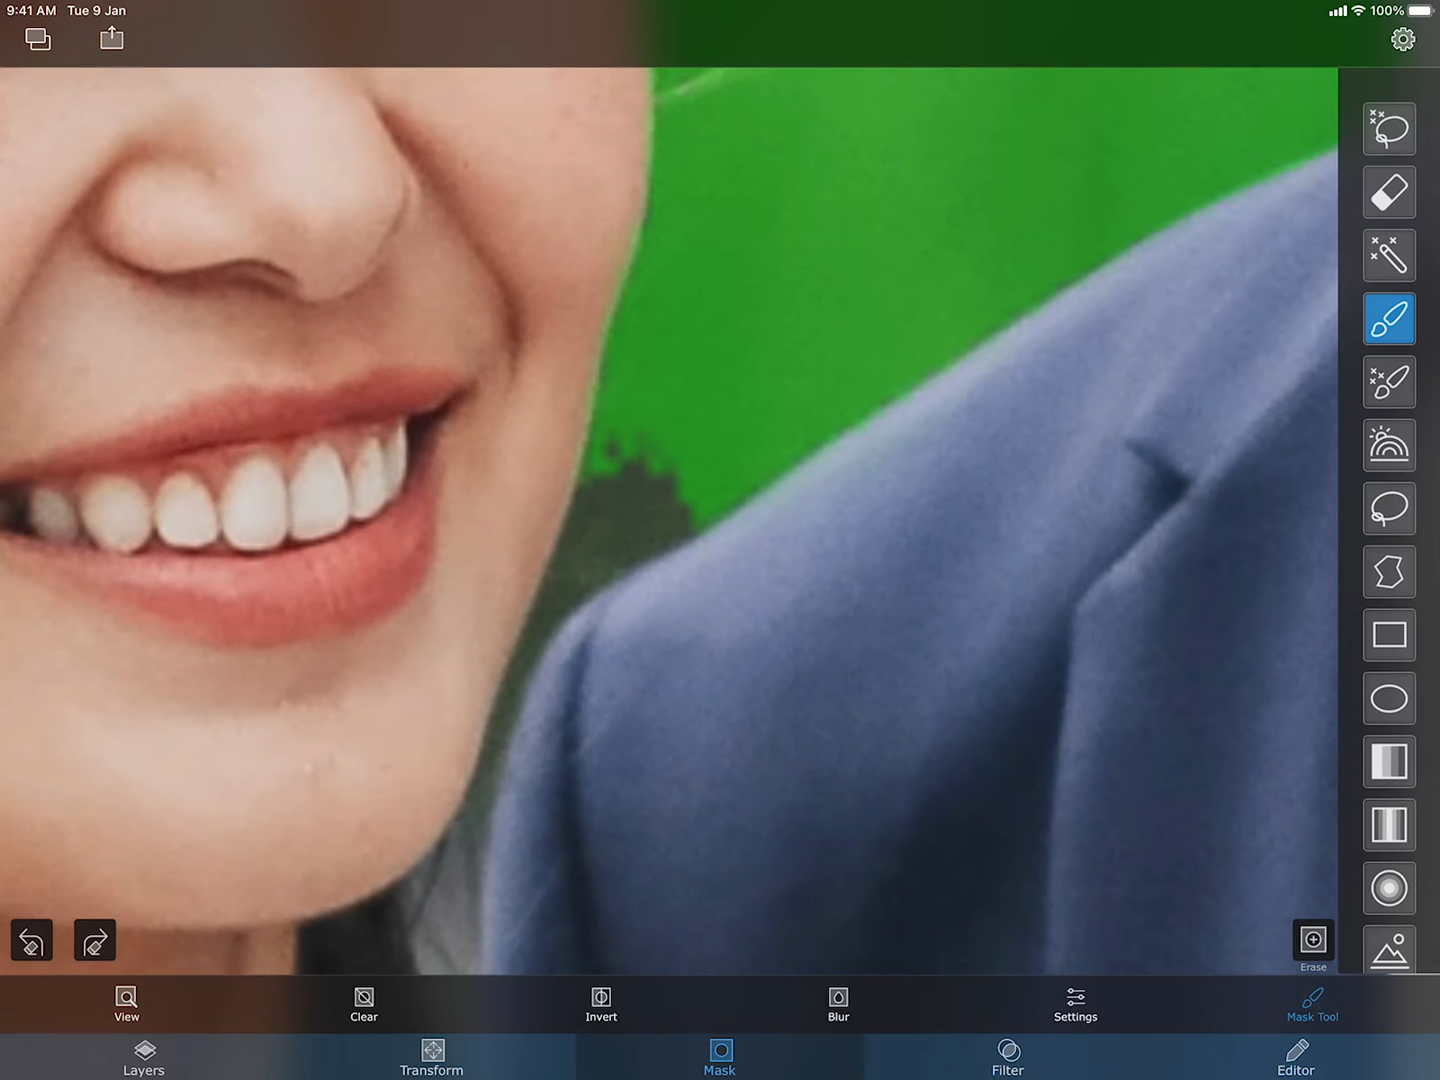 9:41 AM Tue 9 Jan
100%
Erase
View
Clear
Invert
Blur
Settings
Mask Tool
Layers
Transform
Mask
Filter
Editor